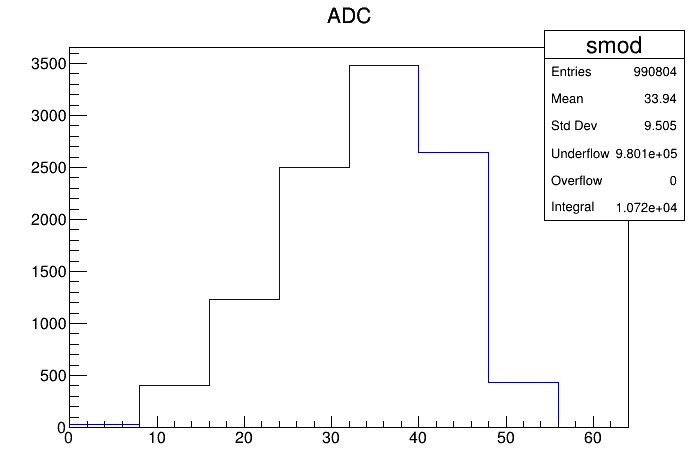 ADC
smod
Entries 990804
Mean 33.94
Std Dev 9.505
Underflow 9.801e+05
Overflow 0
Integral 1.072e+04
3500
3000
2500
2000
1500
1000
500
0
0 10 20 30 40 50 60